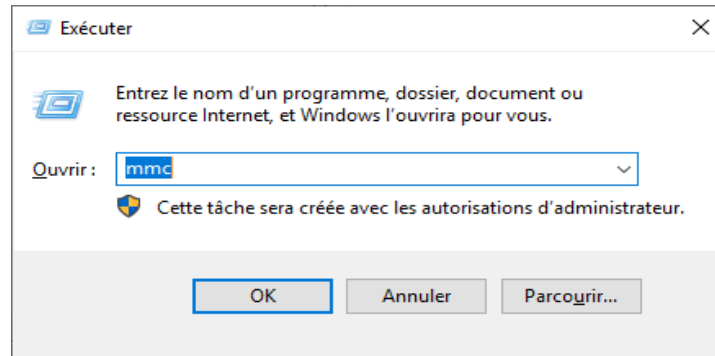 Exécuter
Entrez le nom d'un programme, dossier, document ou
ressource Internet, et Windows l'ouvrira pour vous.
Ouvrir : mmc
Cette tâche sera créée avec les autorisations d'administrateur.
OK Annuler Parcourir...